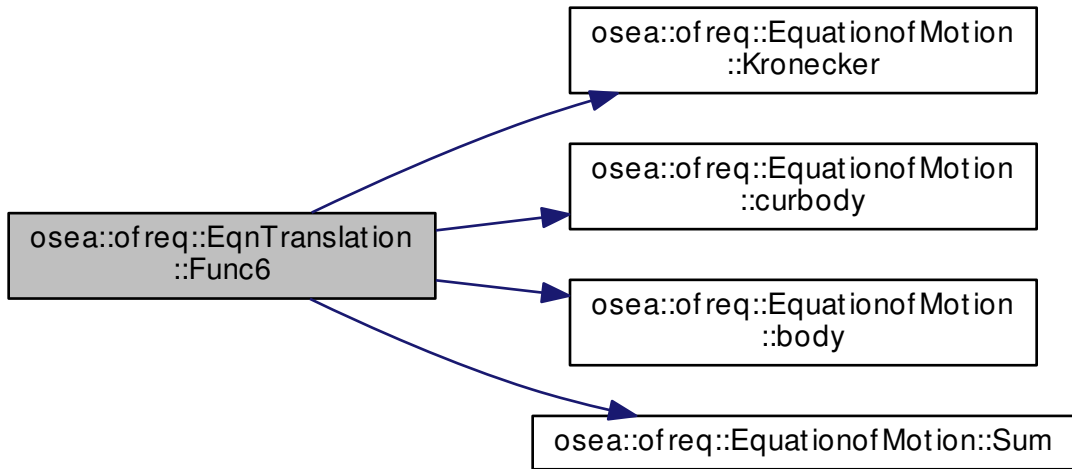 osea::ofreq::EquationofMotion
::Kronecker
osea::ofreq::EquationofMotion
::curbody
osea::ofreq::EqnTranslation
::Func6
osea::ofreq::EquationofMotion
::body
osea::ofreq::EquationofMotion::Sum